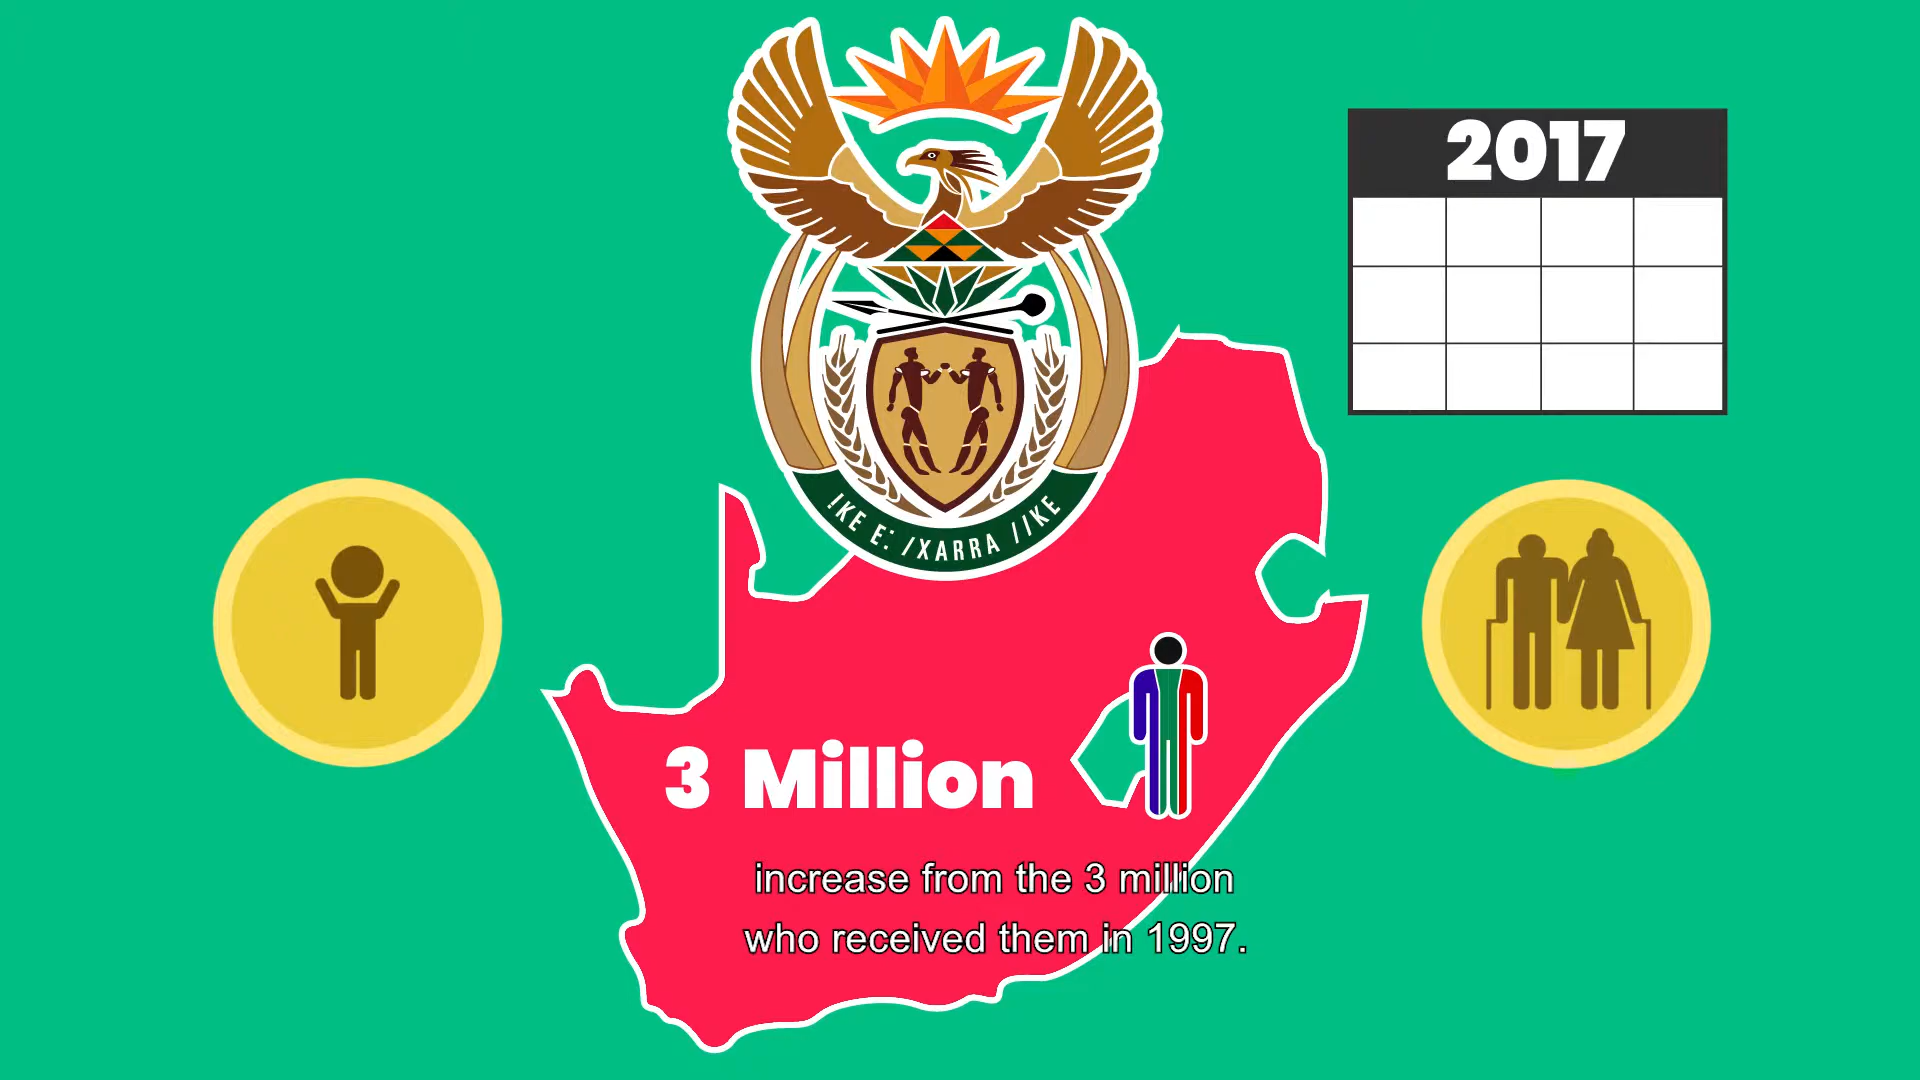 2017
!KE E: /XARRA //KE
3 Million
increase from the 3 million
who received them in 1997.